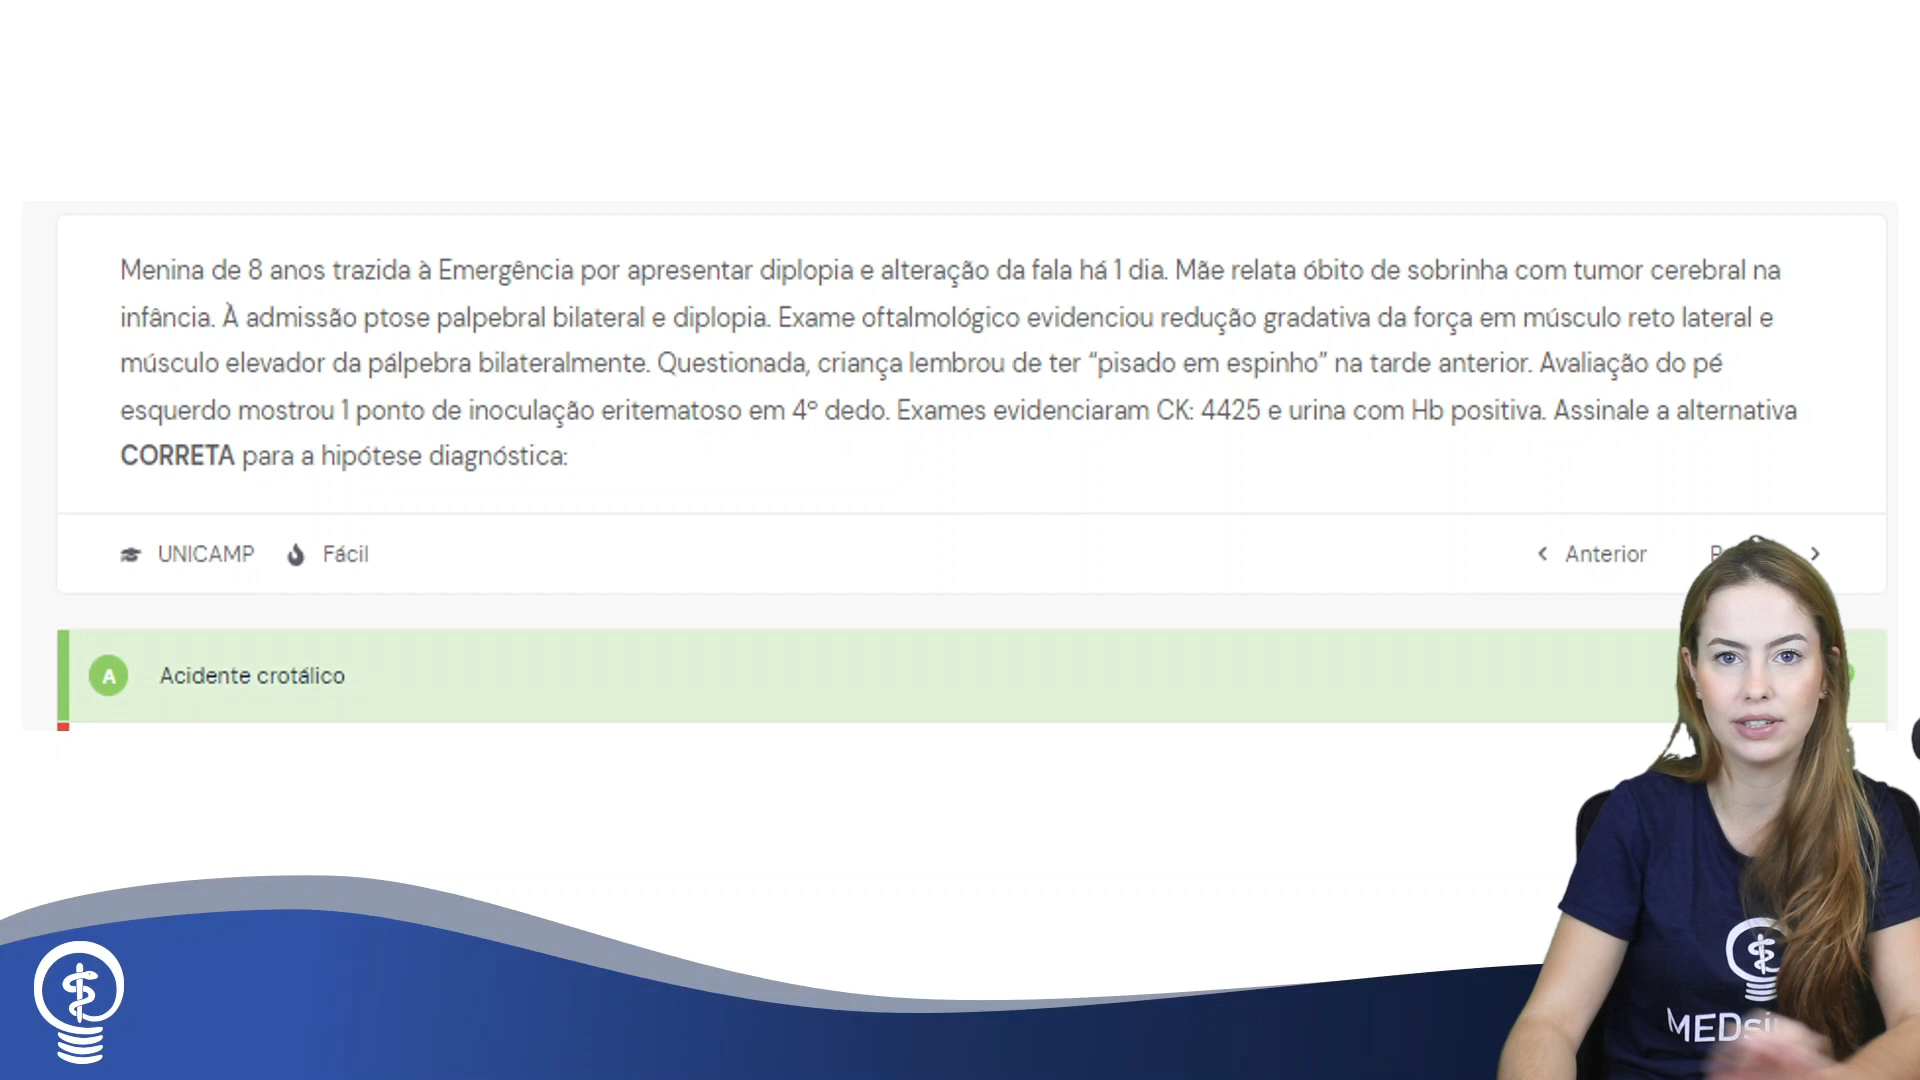 Menina de 8 anos trazida à Emergência por apresentar diplopia e alteração da fala há 1 dia. Mãe relata óbito de sobrinha com tumor cerebral na
infância. À admissão ptose palpebral bilateral e diplopia. Exame oftalmológico evidenciou redução gradativa da força em músculo reto lateral e
músculo elevador da pálpebra bilateralmente. Questionada, criança lembrou de ter “pisado em espinho” na tarde anterior. Avaliação do pé
esquerdo mostrou 1 ponto de inoculação eritematoso em 4º dedo. Exames evidenciaram CK: 4425 e urina com Hb positiva. Assinale a alternativa
CORRETA para a hipótese diagnóstica:
UNICAMP Fácil Anterior
A Acidente crotálico